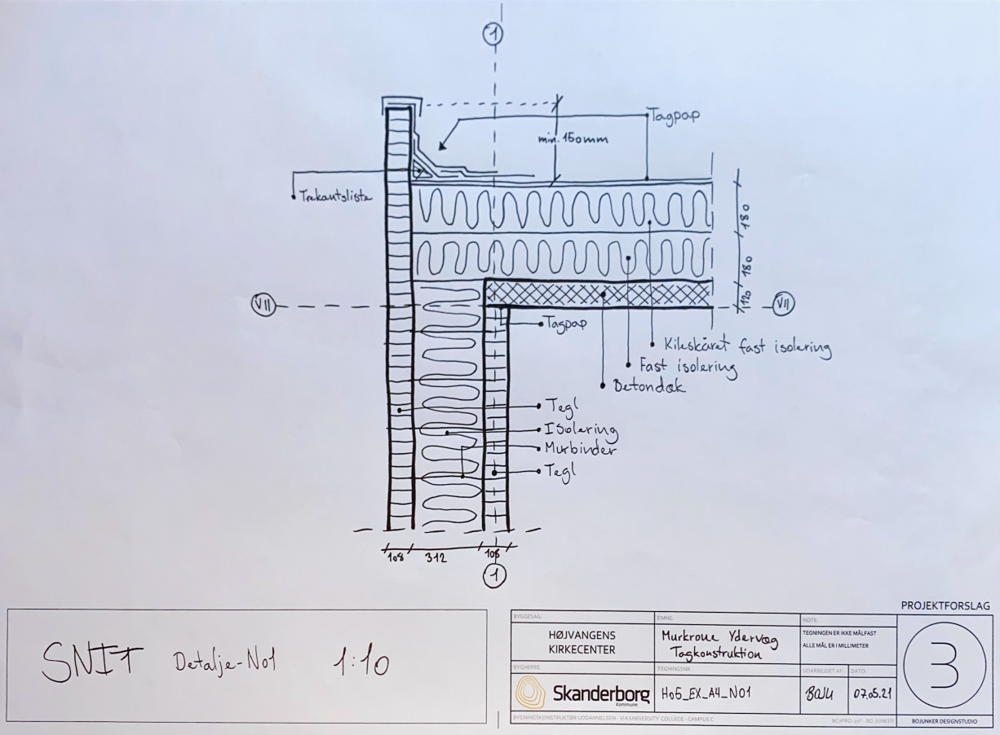 1
Tagpap
min. 150mm
Trekantsliste
180
180
120
VII
VII
Tagpap
Kileskåret fast isolering
Fast isolering
Betondæk
Tegl
ISolering
Murbinder
Tegl
108
312
108
1
PROJEKTFORSLAG
SNIT Detalje-No1 1:10
BYGGESAG:
HØJVANGENS
KIRKECENTER
EMNE:
Murkrone Ydervæg
Tagkonstruktion
NOTE:
TEGNINGEN ER IKKE MÅLFAST
ALLE MÅL ER I MILLIMETER
3
BYGHERRE:
Skanderborg
Kommune
TEGNINGSNR.:
H05_EX_A4_N01
UDARBEJDET AF:
BOJU
DATO:
07.05.21
BYGNINGSKONSTRUKTØR UDDANNELSEN - VIA UNIVERSITY COLLEGE - CAMPUS C
BOJUNKER DESIGNSTUDIO